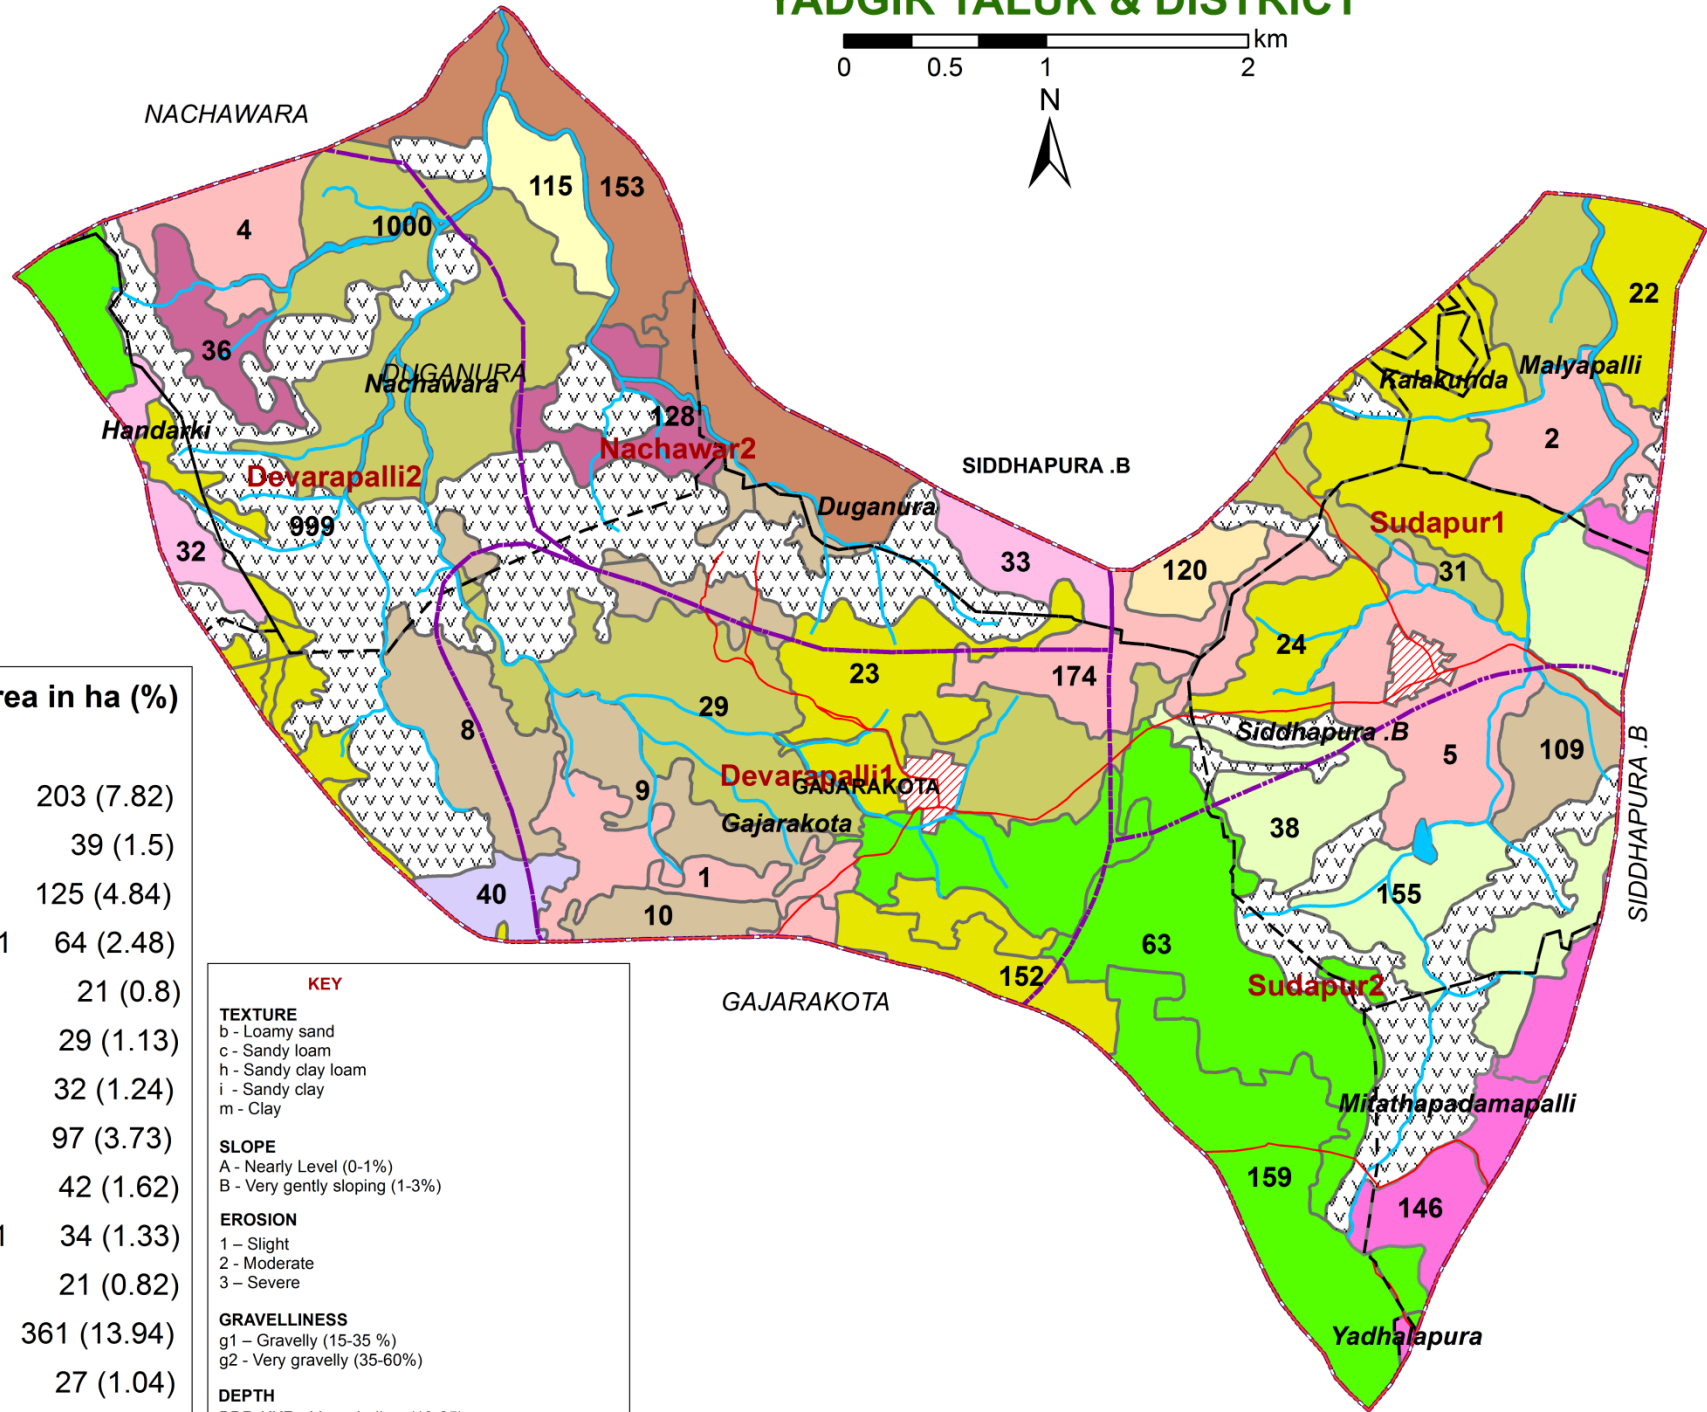 YADGIR TALUK & DISTRICT
km
0 0.5 1 2
N
NACHAWARA
115 153
4
1000
22
36
DUGANURA
Nachawara
Malyapalli
Kalakunda
Handarki
128
2
Nachawar2
SIDDHAPURA .B
Devarapalli2
Duganura
999
Sudapur1
32
33
120
31
24
23
174
29
8
Siddhapura .B
5
109
SIDDHAPURA .B
Devarapalli1
GAJARAKOTA
9
Gajarakota
38
1
40
10
155
63
152
Sudapur2
GAJARAKOTA
Mitathapadamapalli
159
146
Yadhalapura
rea in ha (%)
203 (7.82)
39 (1.5)
125 (4.84)
1 64 (2.48)
21 (0.8)
29 (1.13)
32 (1.24)
97 (3.73)
42 (1.62)
1 34 (1.33)
21 (0.82)
361 (13.94)
27 (1.04)
KEY
TEXTURE
b - Loamy sand
c - Sandy loam
h - Sandy clay loam
i - Sandy clay
m - Clay
SLOPE
A - Nearly Level (0-1%)
B - Very gently sloping (1-3%)
EROSION
1 – Slight
2 - Moderate
3 – Severe
GRAVELLINESS
g1 – Gravelly (15-35 %)
g2 - Very gravelly (35-60%)
DEPTH